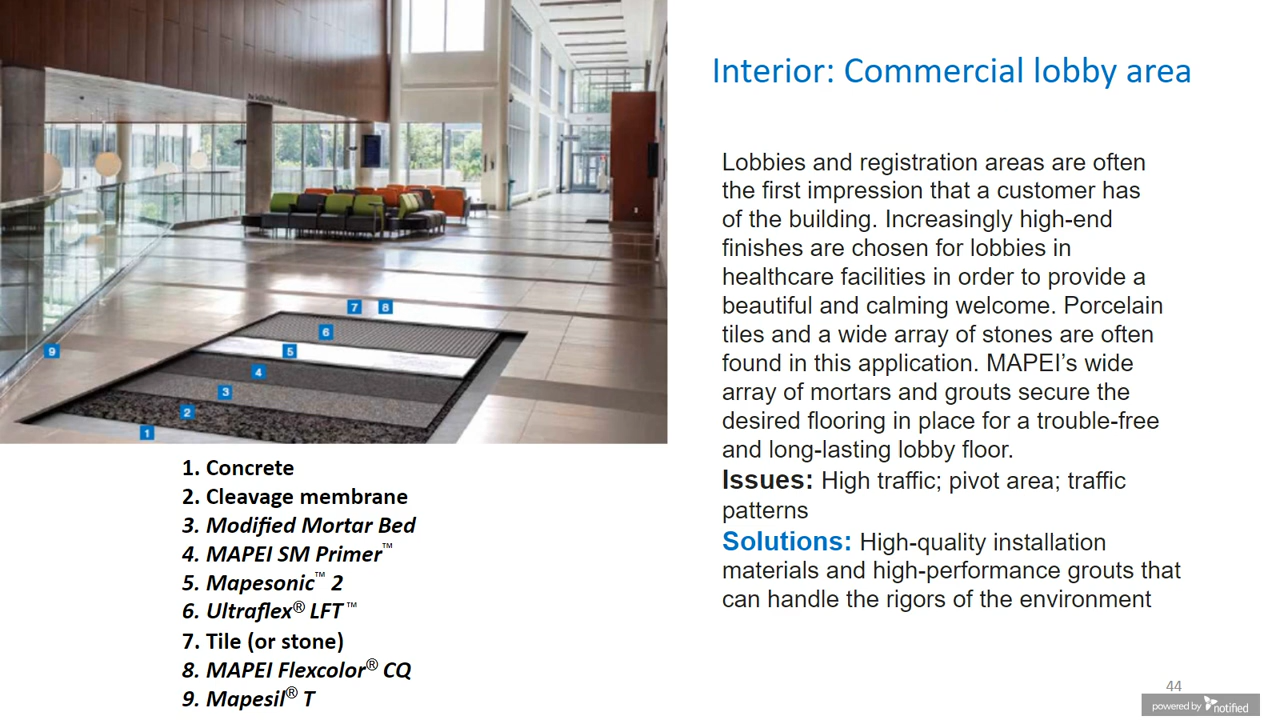 Interior: Commercial lobby area
7 8
6
5
9
4
3
2
1
1. Concrete
2. Cleavage membrane
3. Modified Mortar Bed
4. MAPEI SM Primer™
5. Mapesonic™ 2
6. Ultraflex® LFT™
7. Tile (or stone)
8. MAPEI Flexcolor® CQ
9. Mapesil® T
Lobbies and registration areas are often
the first impression that a customer has
of the building. Increasingly high-end
finishes are chosen for lobbies in
healthcare facilities in order to provide a
beautiful and calming welcome. Porcelain
tiles and a wide array of stones are often
found in this application. MAPEI’s wide
array of mortars and grouts secure the
desired flooring in place for a trouble-free
and long-lasting lobby floor.
Issues: High traffic; pivot area; traffic
patterns
Solutions: High-quality installation
materials and high-performance grouts that
can handle the rigors of the environment
44
powered by notified